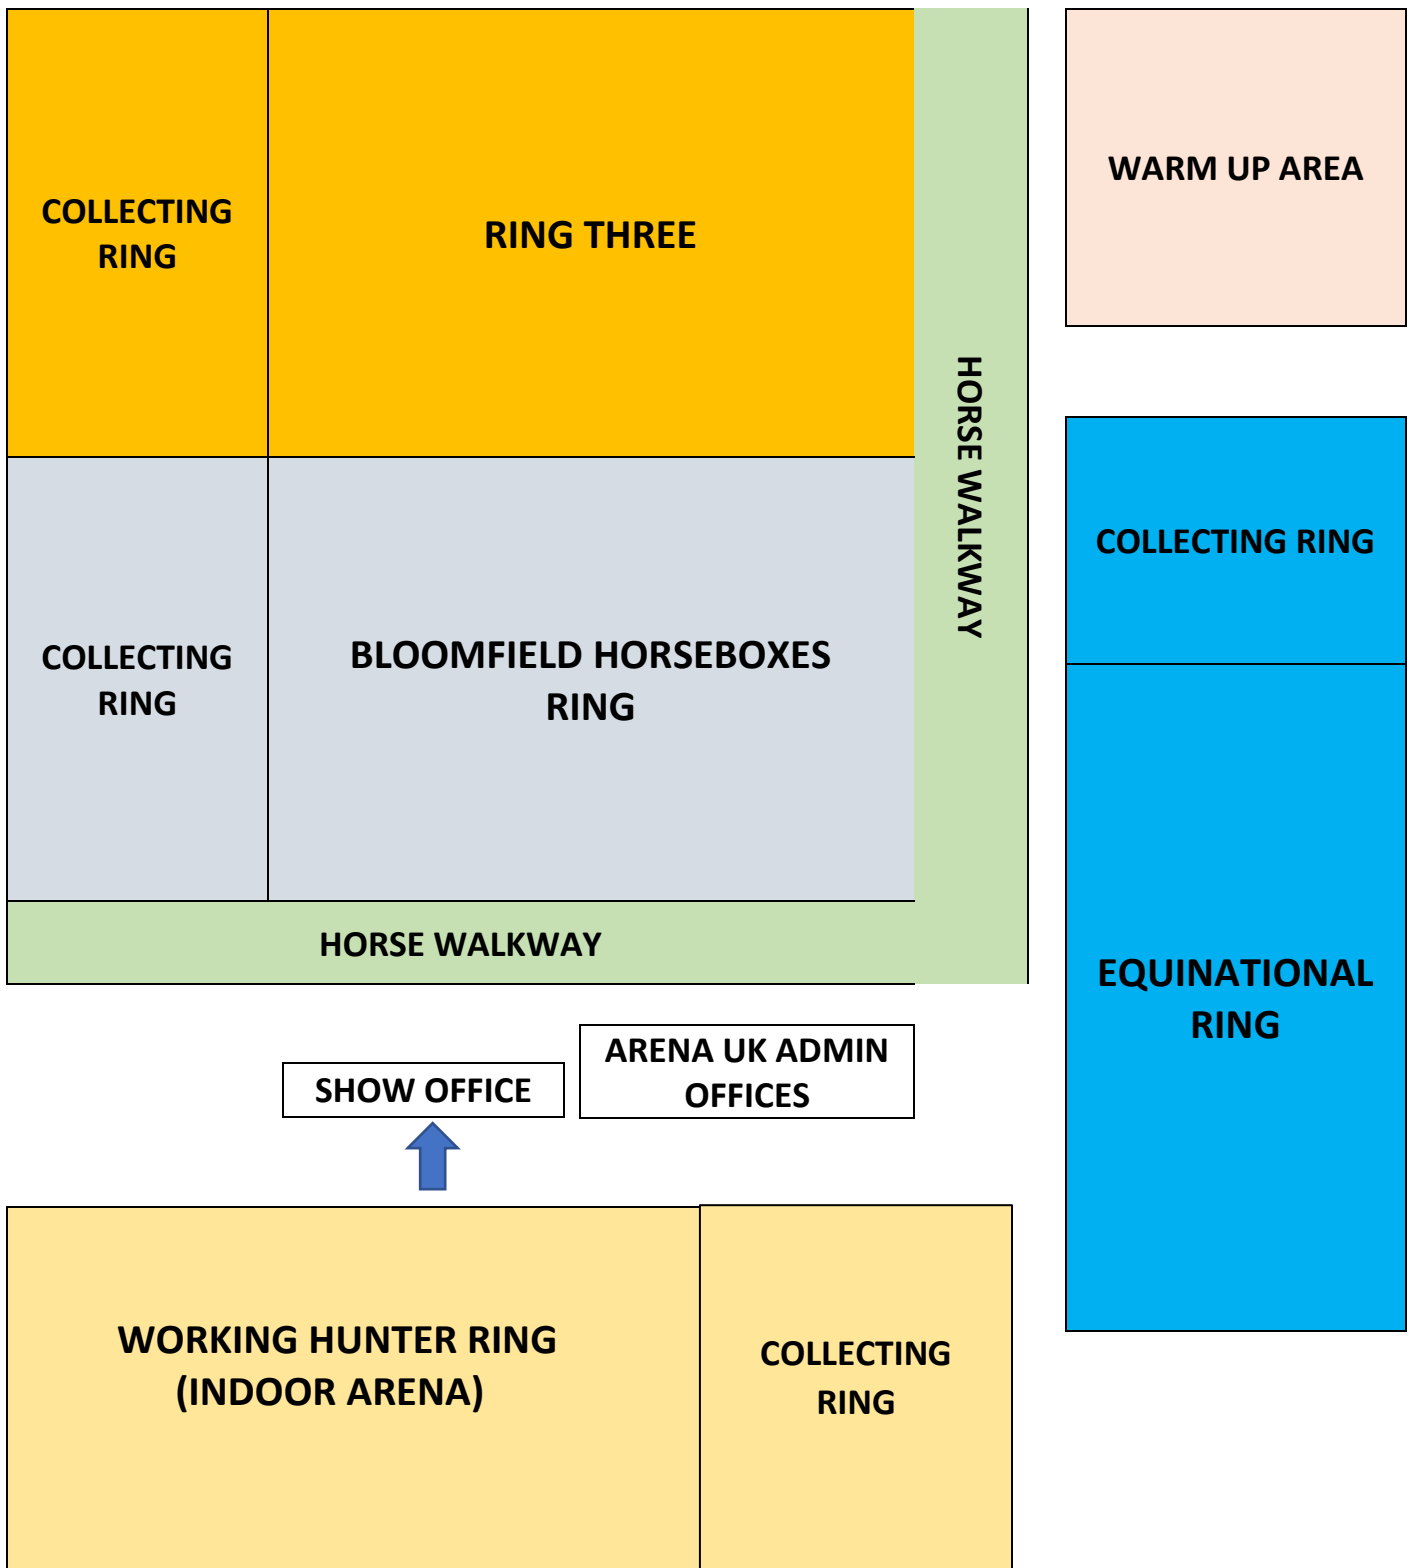 COLLECTING
RING
RING THREE
WARM UP AREA
HORSE WALKWAY
COLLECTING RING
COLLECTING
RING
BLOOMFIELD HORSEBOXES
RING
HORSE WALKWAY
EQUINATIONAL
RING
SHOW OFFICE
ARENA UK ADMIN
OFFICES
WORKING HUNTER RING
(INDOOR ARENA)
COLLECTING
RING